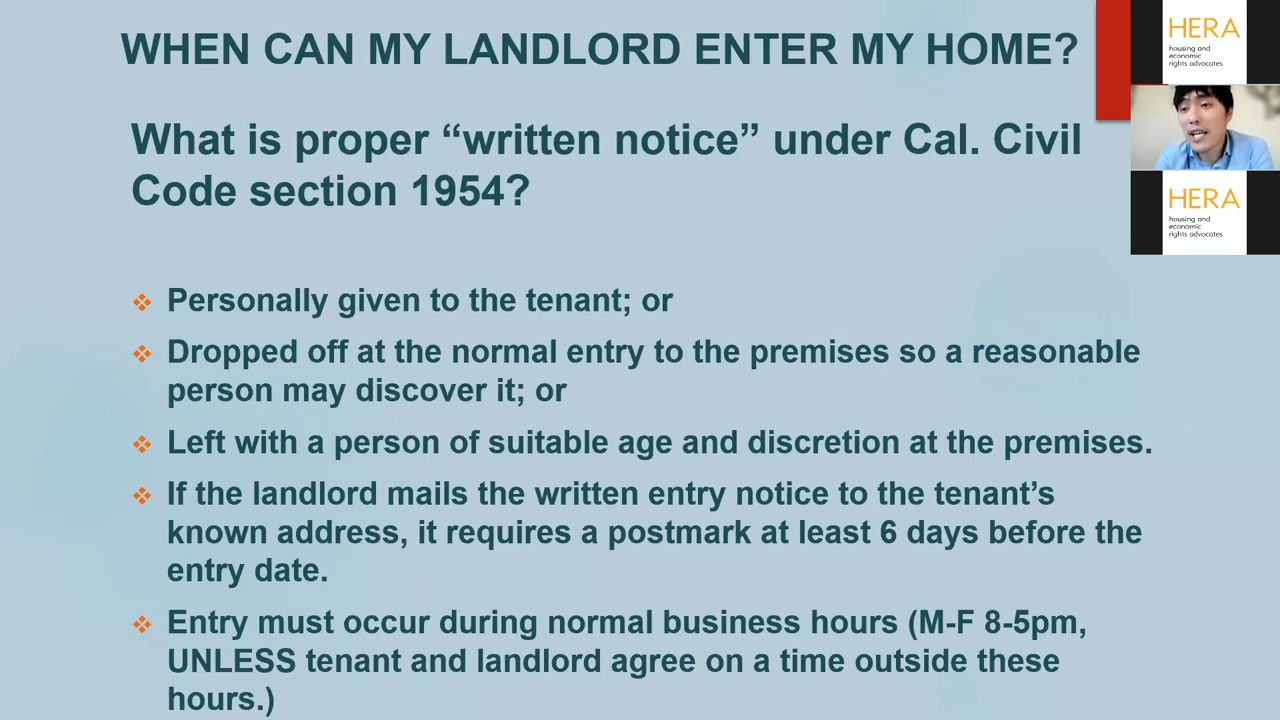 WHEN CAN MY LANDLORD ENTER MY HOME?
What is proper “written notice” under Cal. Civil
Code section 1954?
Personally given to the tenant; or
Dropped off at the normal entry to the premises so a reasonable
person may discover it; or
Left with a person of suitable age and discretion at the premises.
If the landlord mails the written entry notice to the tenant’s
known address, it requires a postmark at least 6 days before the
entry date.
Entry must occur during normal business hours (M-F 8-5pm,
UNLESS tenant and landlord agree on a time outside these
hours.)
HERA
housing and
economic
rights advocates
HERA
housing and
economic
rights advocates